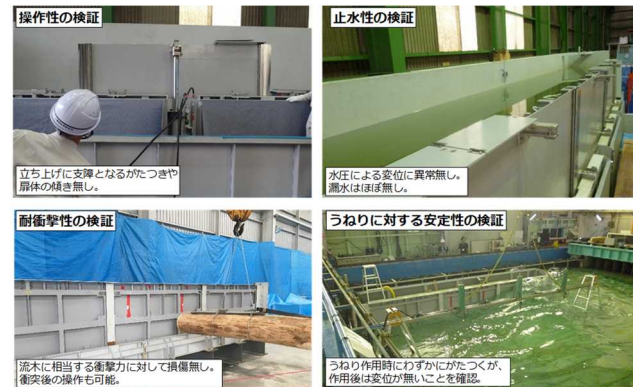 操作性の検証
立ち上げに支障となるがたつきや
扉体の傾き無し。
止水性の検証
水圧による変位に異常無し。
漏水はほぼ無し。
耐衝撃性の検証
流木に相当する衝撃力に対して損傷無し。
衝突後の操作も可能。
うねりに対する安定性の検証
うねり作用時にわずかにがたつくが、
作用後は変位が無いことを確認。